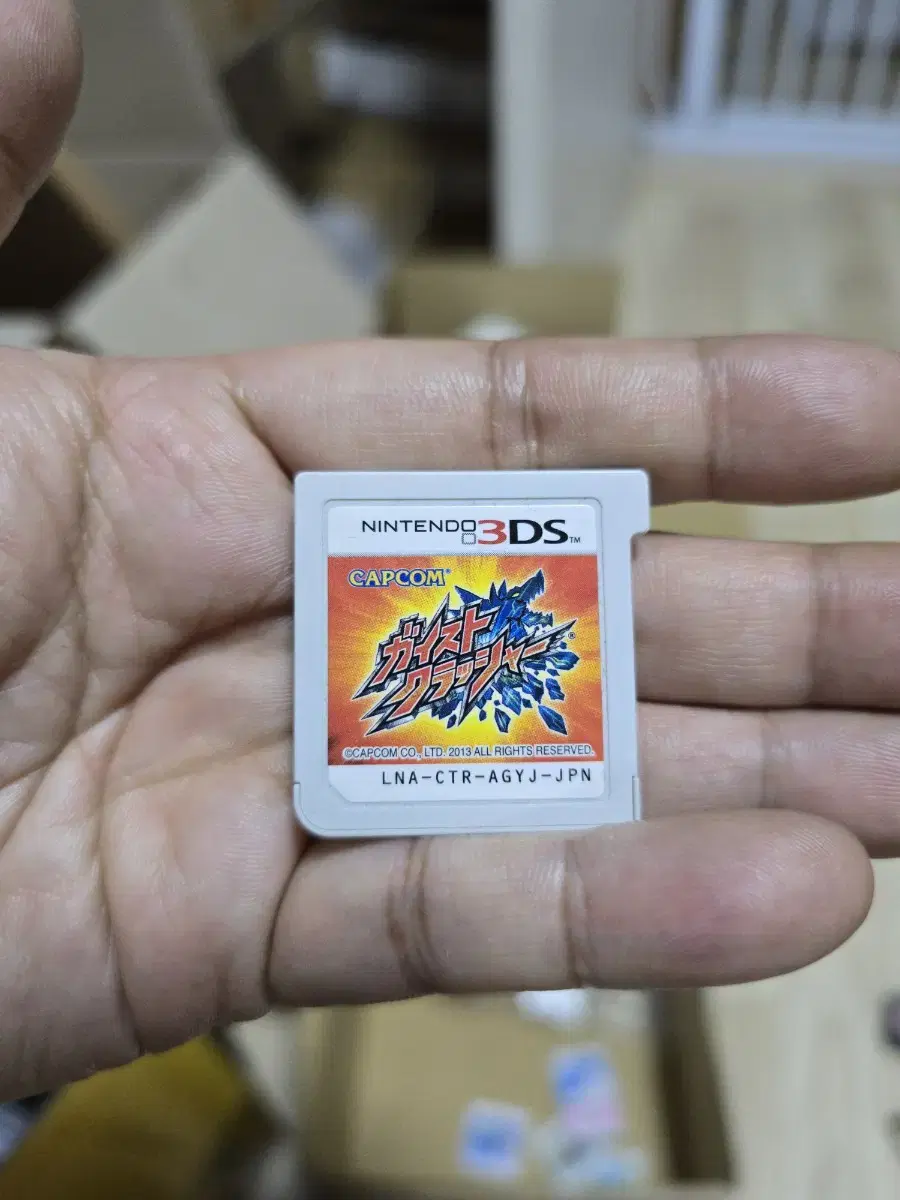 NINTENDO 3DS™
CAPCOM®
ガイスト
クラッシャー®
©CAPCOM CO., LTD. 2013 ALL RIGHTS RESERVED.
LNA-CTR-AGYJ-JPN